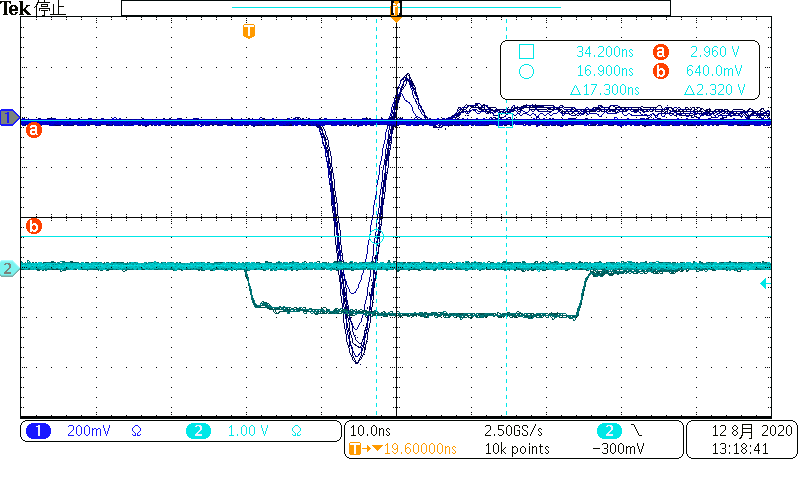 Tek 停止
T
34.200ns a 2.960 V
16.900ns b 640.0mV
△17.300ns △2.320 V
1
a
b
2
1 200mV Ω 2 1.00 V Ω
10.0ns 2.50GS/s 2 ∖
T→▼19.60000ns 10k points −300mV
12 8月 2020
13:18:41